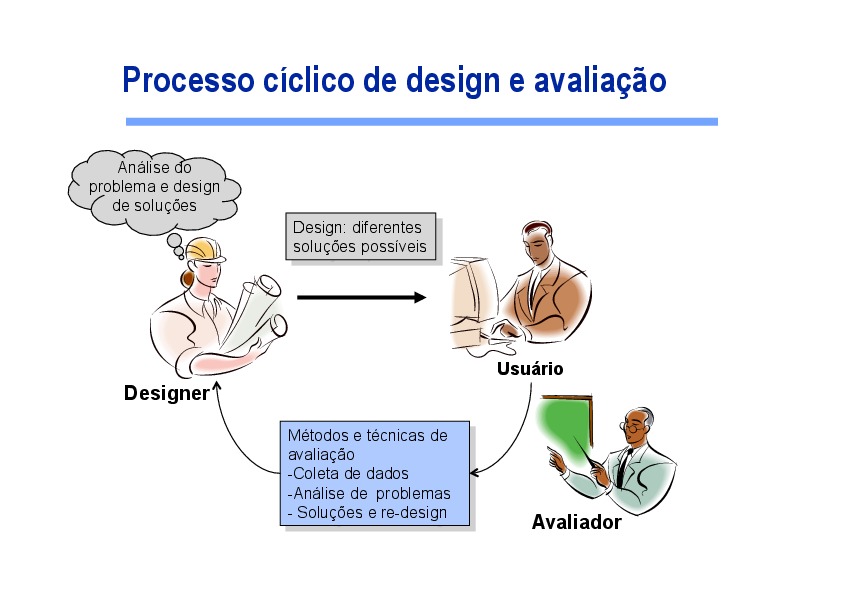 Processo cíclico de design e avaliação
Análise do
problema e design
de soluções
Design: diferentes
soluções possíveis
Usuário
Designer
Métodos e técnicas de
avaliação
-Coleta de dados
-Análise de  problemas
- Soluções e re-design
Avaliador